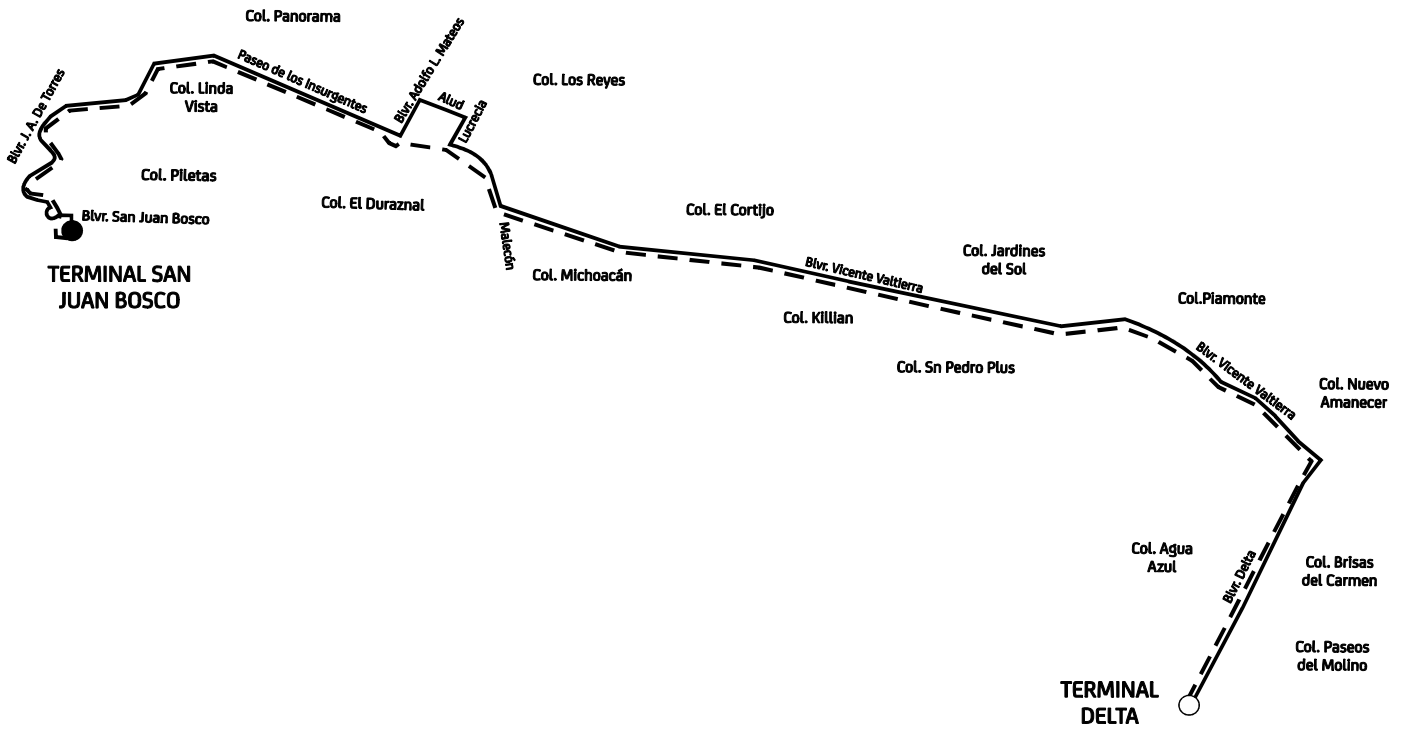 Col. Panorama
Blvr. Adolfo L. Mateos
Paseo de los Insurgentes
Blvr. J. A. De Torres
Col. Linda
Vista
Alud
Lucrecia
Col. Los Reyes
Col. Piletas
Blvr. San Juan Bosco
Col. El Duraznal
Col. El Cortijo
Malecón
TERMINAL SAN
JUAN BOSCO
Col. Michoacán
Blvr. Vicente Valtierra
Col. Jardines
del Sol
Col. Killian
Col.Piamonte
Col. Sn Pedro Plus
Blvr. Vicente Valtierra
Col. Nuevo
Amanecer
Col. Agua
Azul
Blvr. Delta
Col. Brisas
del Carmen
Col. Paseos
del Molino
TERMINAL
DELTA